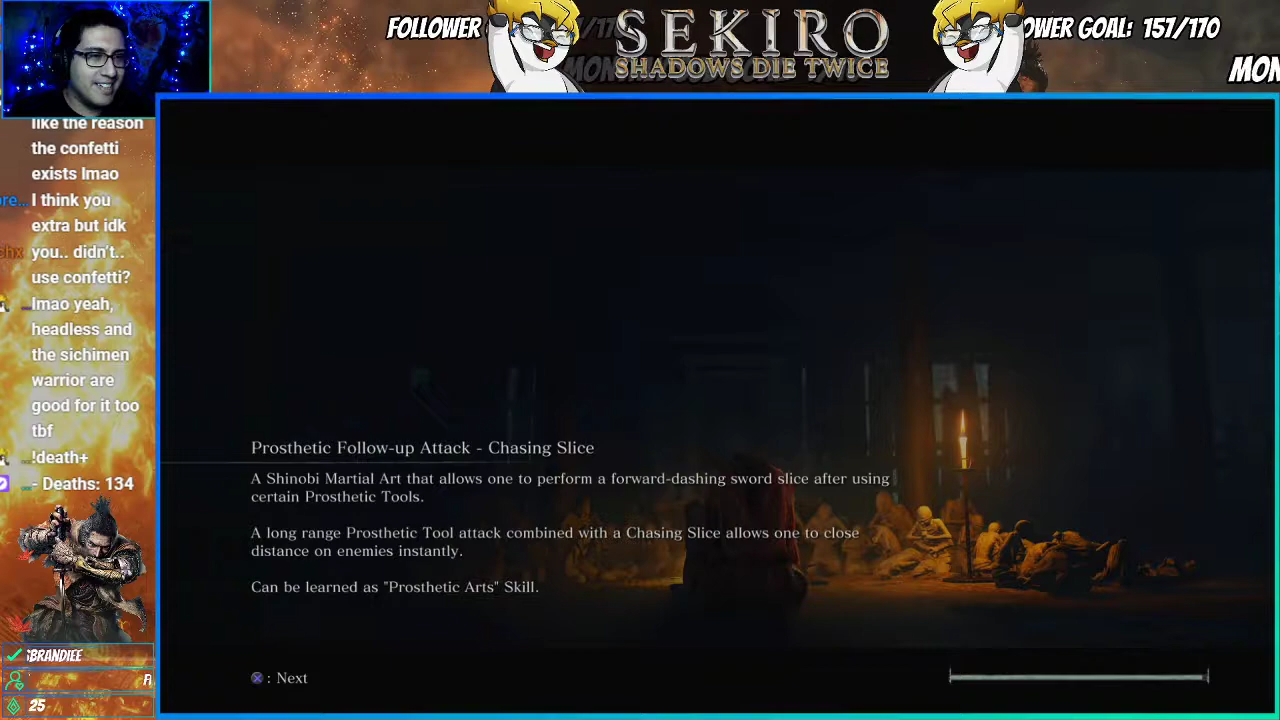 FOLLOWER
SEKIRO
SHADOWS DIE TWICE
OWER GOAL: 157/170
MON
like the reason
the confetti
exists lmao
I think you
extra but idk
you.. didn't..
use confetti?
lmao yeah,
headless and
the sichimen
warrior are
good for it too
tbf
!death+
- Deaths: 134
Prosthetic Follow-up Attack - Chasing Slice
A Shinobi Martial Art that allows one to perform a forward-dashing sword slice after using
certain Prosthetic Tools.
A long range Prosthetic Tool attack combined with a Chasing Slice allows one to close
distance on enemies instantly.
Can be learned as "Prosthetic Arts" Skill.
: Next
BRANDIEE
25